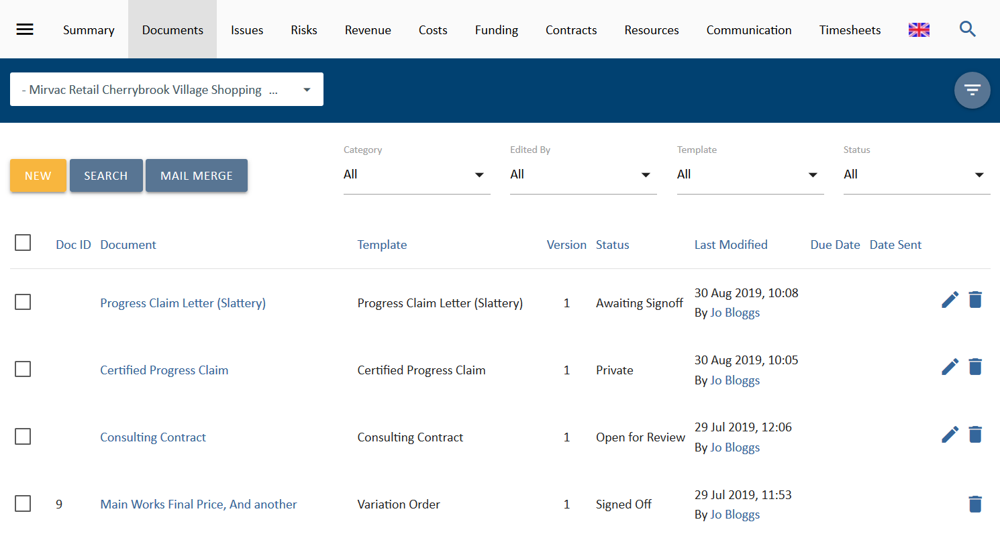 Summary Documents Issues Risks Revenue Costs Funding Contracts Resources Communication Timesheets
- Mirvac Retail Cherrybrook Village Shopping ...
Category Edited By Template Status
NEW SEARCH MAIL MERGE All All All All
Doc ID Document Template Version Status Last Modified Due Date Date Sent
Progress Claim Letter (Slattery) Progress Claim Letter (Slattery) 1 Awaiting Signoff 30 Aug 2019, 10:08
By Jo Bloggs
Certified Progress Claim Certified Progress Claim 1 Private 30 Aug 2019, 10:05
By Jo Bloggs
Consulting Contract Consulting Contract 1 Open for Review 29 Jul 2019, 12:06
By Jo Bloggs
9 Main Works Final Price, And another Variation Order 1 Signed Off 29 Jul 2019, 11:53
By Jo Bloggs